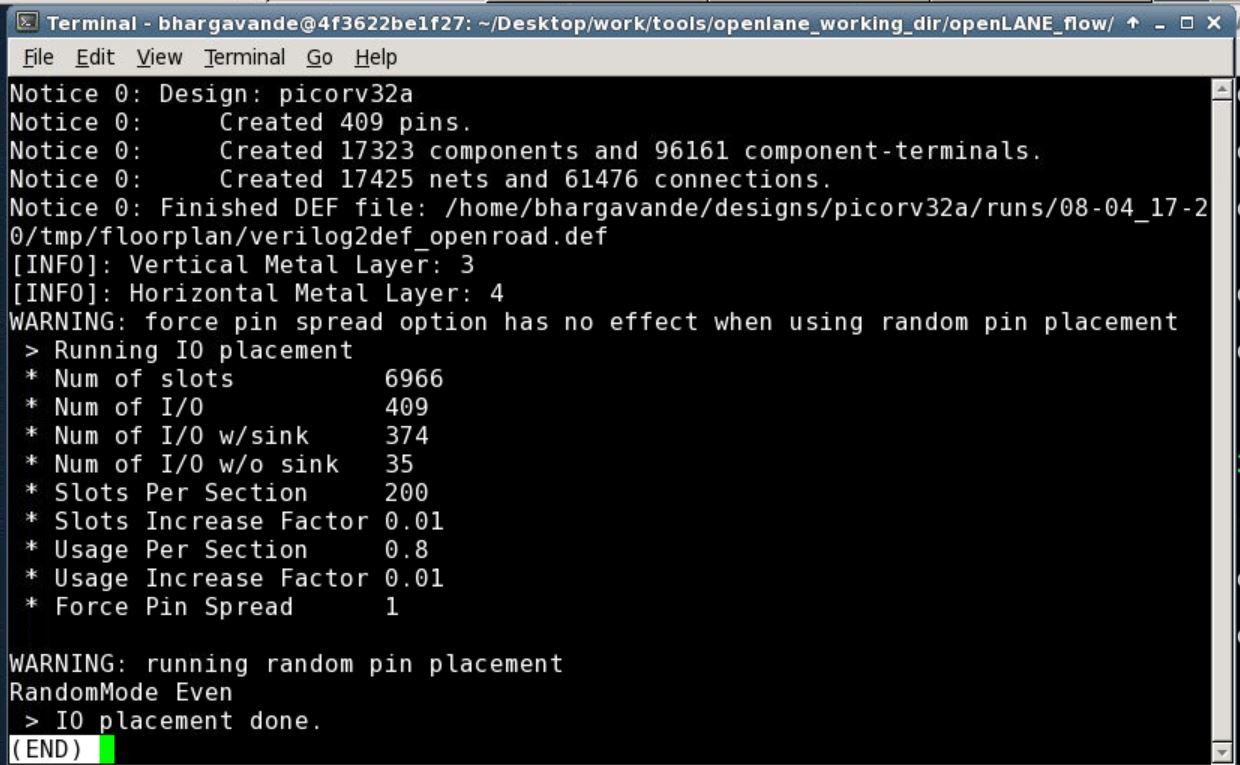 Terminal - bhargavande@4f3622be1f27: ~/Desktop/work/tools/openlane_working_dir/openLANE_flow/
File Edit View Terminal Go Help
Notice 0: Design: picorv32a
Notice 0:     Created 409 pins.
Notice 0:     Created 17323 components and 96161 component-terminals.
Notice 0:     Created 17425 nets and 61476 connections.
Notice 0: Finished DEF file: /home/bhargavande/designs/picorv32a/runs/08-04_17-2
0/tmp/floorplan/verilog2def_openroad.def
[INFO]: Vertical Metal Layer: 3
[INFO]: Horizontal Metal Layer: 4
WARNING: force pin spread option has no effect when using random pin placement
 > Running IO placement
 * Num of slots          6966
 * Num of I/O            409
 * Num of I/O w/sink     374
 * Num of I/O w/o sink   35
 * Slots Per Section     200
 * Slots Increase Factor 0.01
 * Usage Per Section     0.8
 * Usage Increase Factor 0.01
 * Force Pin Spread      1
WARNING: running random pin placement
RandomMode Even
 > IO placement done.
(END)